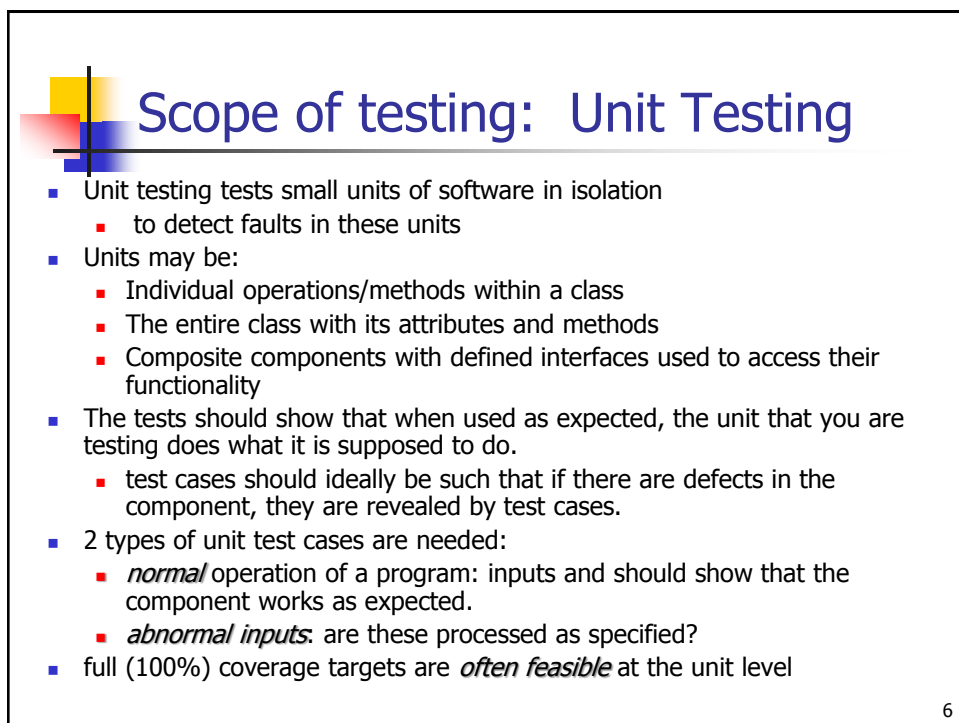 Scope of testing:  Unit Testing
Unit testing tests small units of software in isolation
to detect faults in these units
Units may be:
Individual operations/methods within a class
The entire class with its attributes and methods
Composite components with defined interfaces used to access their
functionality
The tests should show that when used as expected, the unit that you are
testing does what it is supposed to do.
test cases should ideally be such that if there are defects in the
component, they are revealed by test cases.
2 types of unit test cases are needed:
normal operation of a program: inputs and should show that the
component works as expected.
abnormal inputs: are these processed as specified?
full (100%) coverage targets are often feasible at the unit level
6